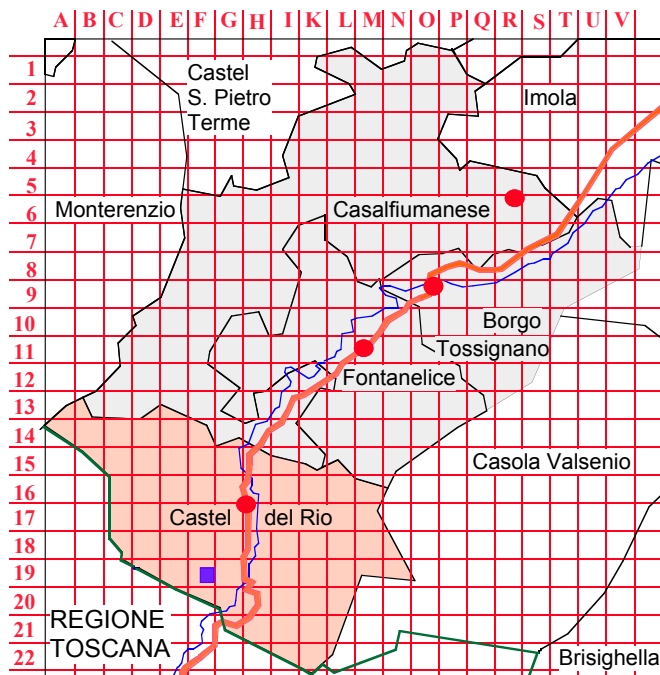 A B C D E F G H I K L M N O P Q R S T U V
1
Castel
2
S. Pietro
Imola
3
Terme
4
5
6
Monterenzio
Casalfiumanese
7
8
9
10
Borgo
11
Tossignano
12
Fontanelice
13
14
15
Casola Valsenio
16
17
Castel del Rio
18
19
20
REGIONE
21
TOSCANA
22
Brisighella